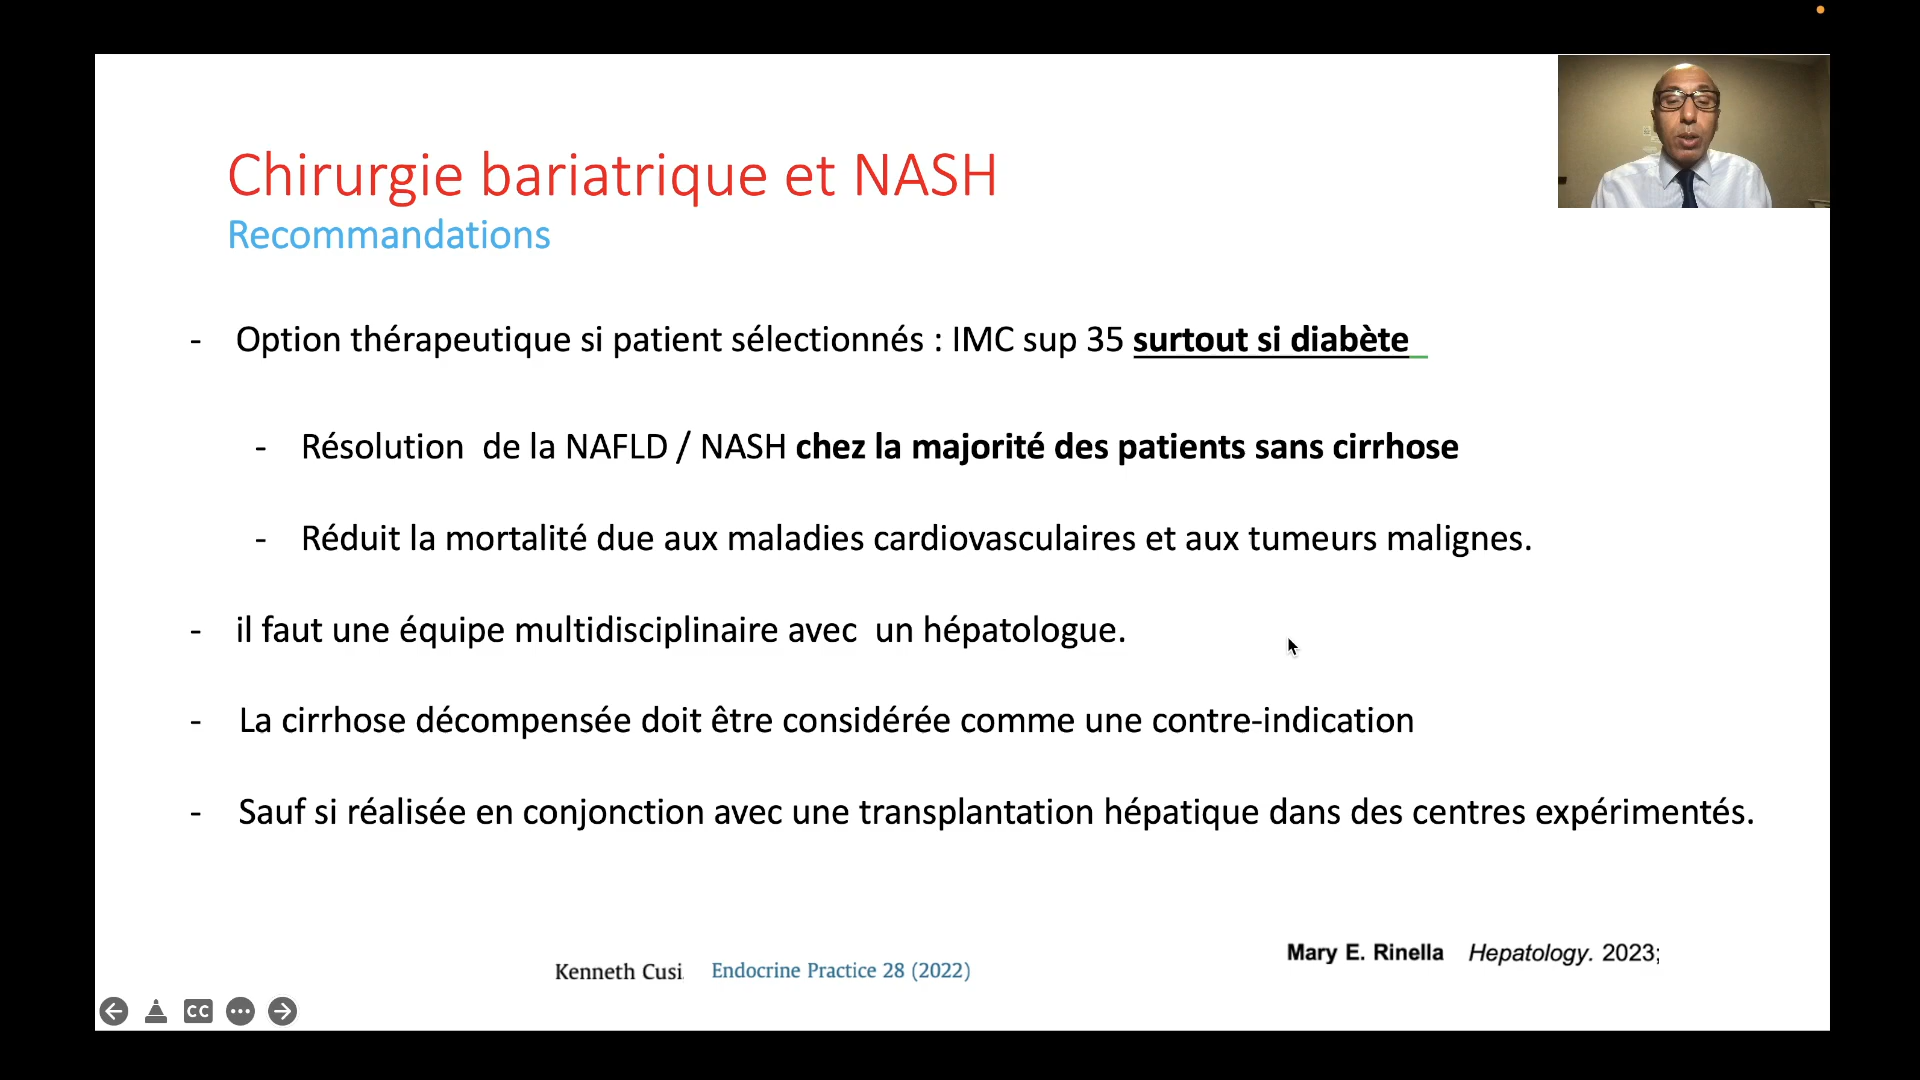 Chirurgie bariatrique et NASH
Recommandations
- Option thérapeutique si patient sélectionnés : IMC sup 35 surtout si diabète
- Résolution de la NAFLD / NASH chez la majorité des patients sans cirrhose
- Réduit la mortalité due aux maladies cardiovasculaires et aux tumeurs malignes.
- il faut une équipe multidisciplinaire avec un hépatologue.
- La cirrhose décompensée doit être considérée comme une contre-indication
- Sauf si réalisée en conjonction avec une transplantation hépatique dans des centres expérimentés.
Mary E. Rinella Hepatology. 2023;
Kenneth Cusi Endocrine Practice 28 (2022)
CC